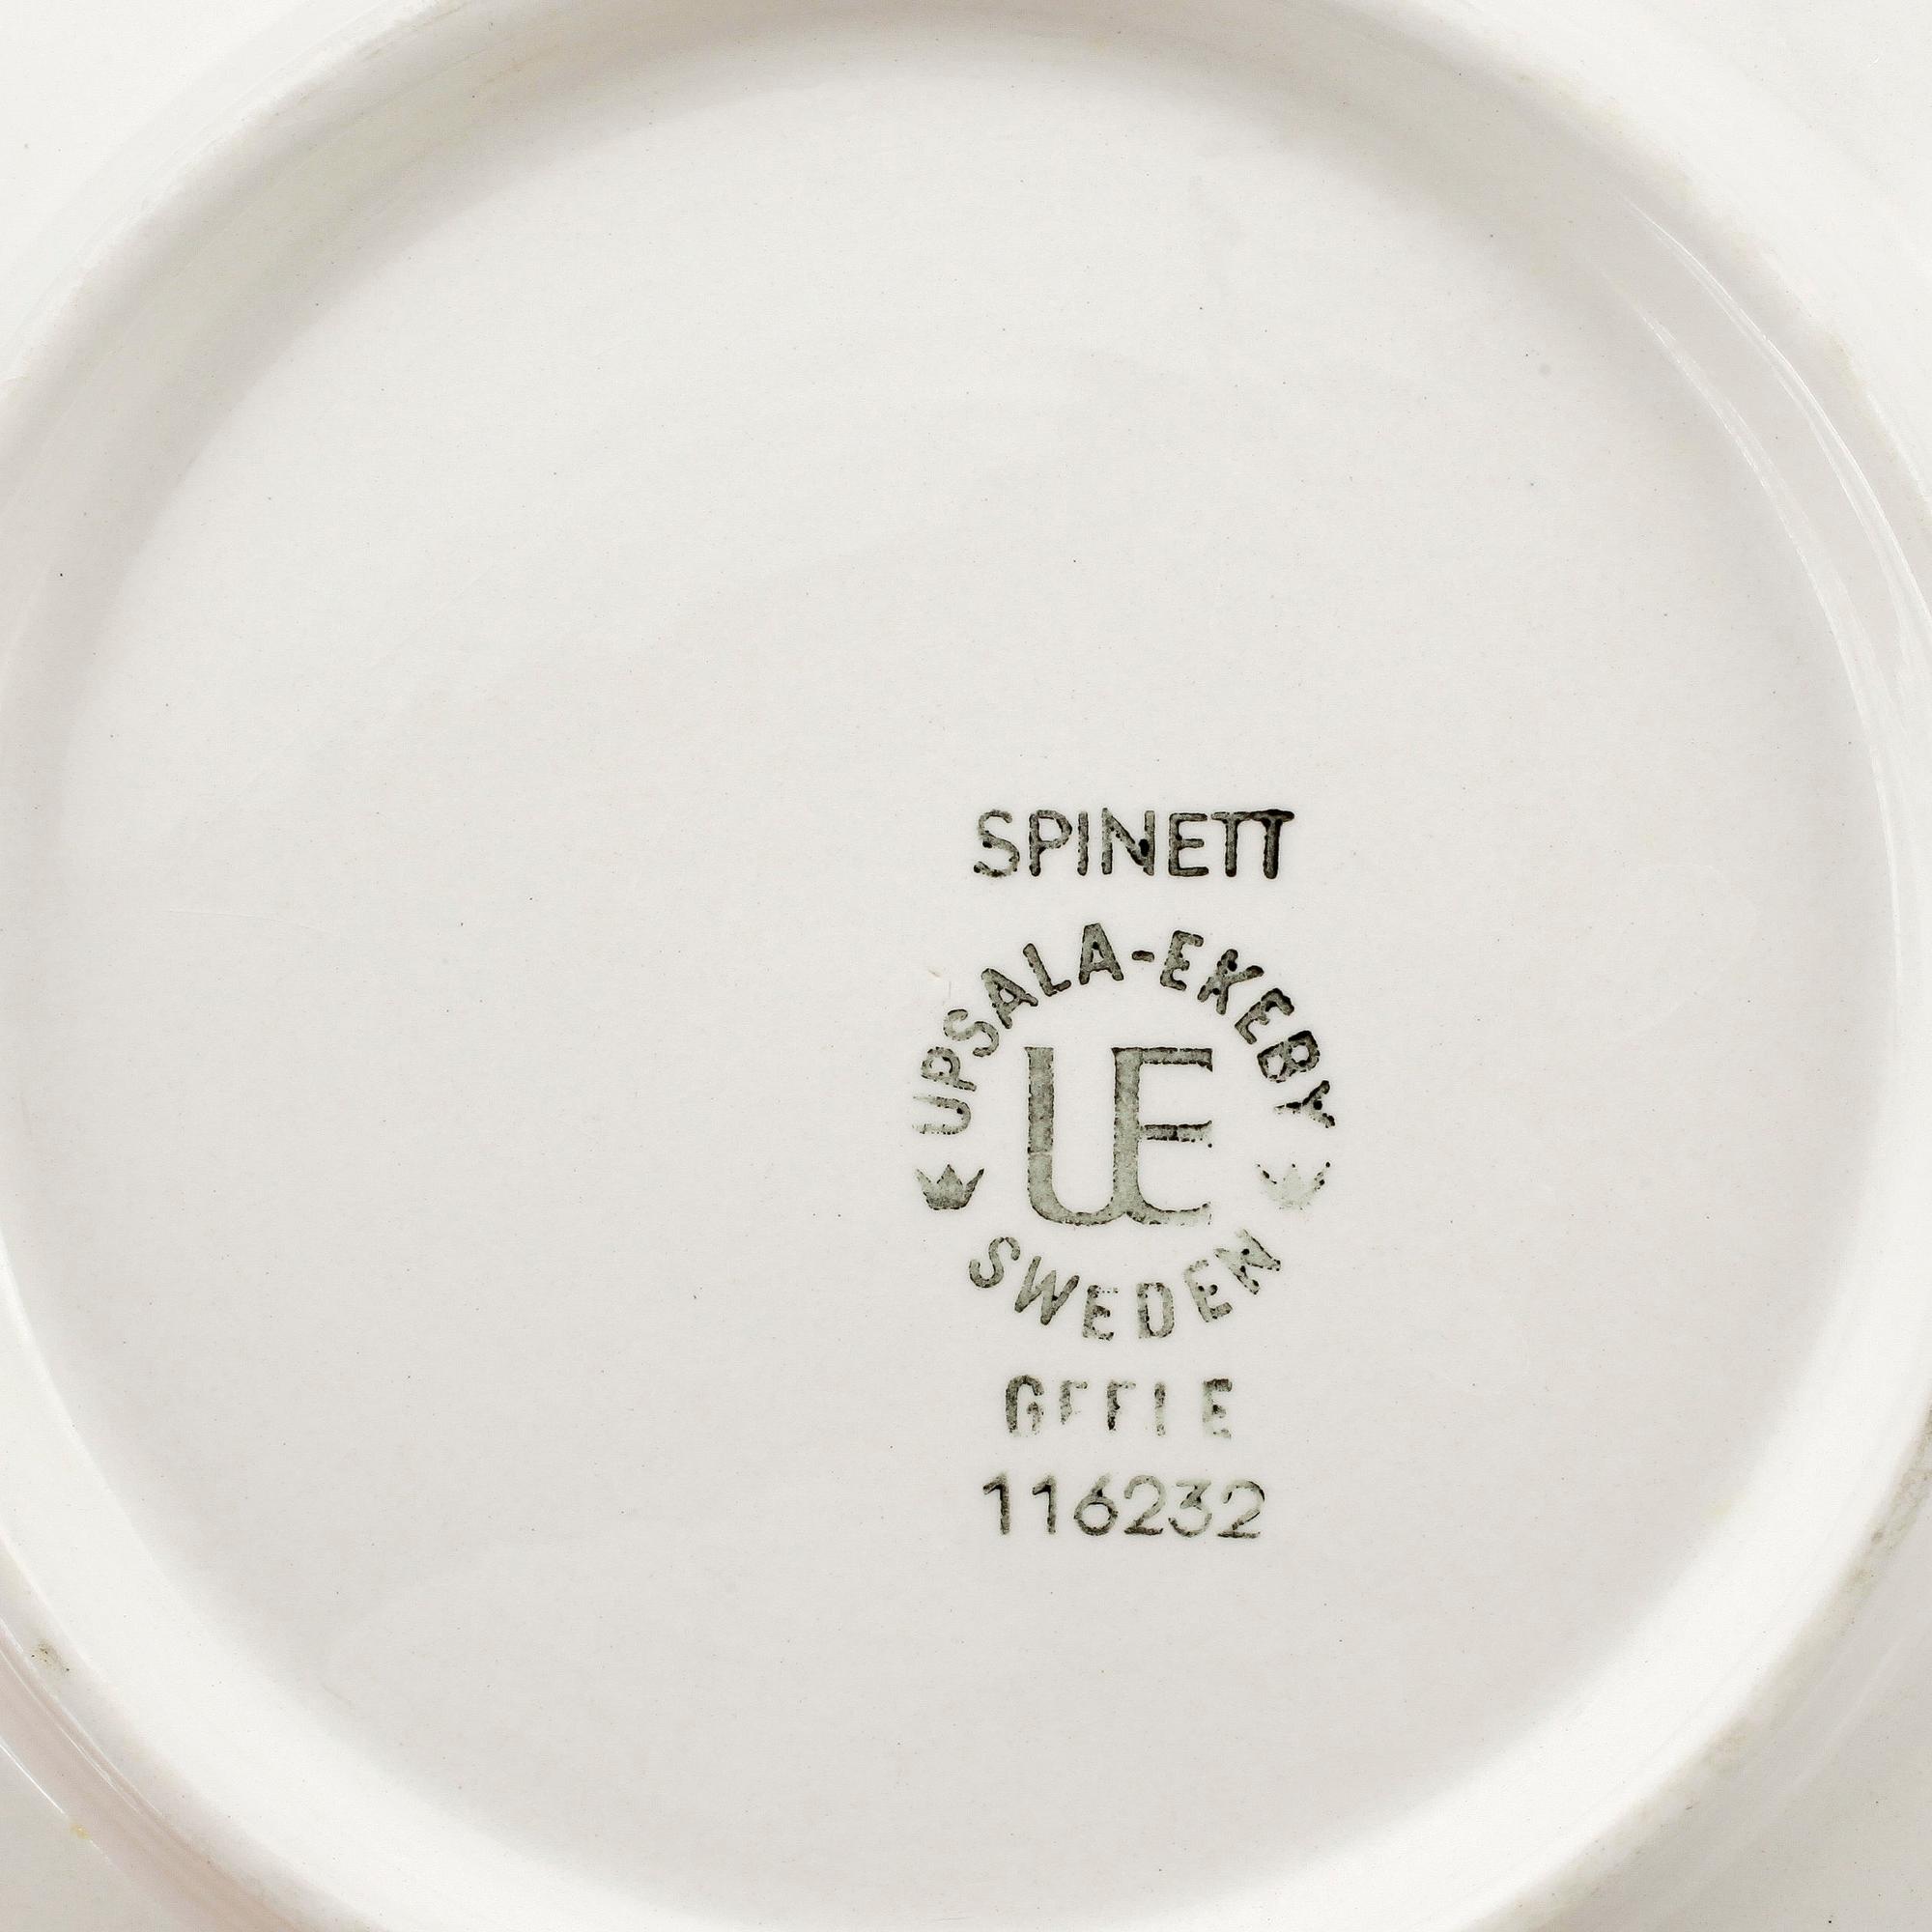 SPINETT
UPSALA-EKEBY
UE
SWEDEN
GEFLE
116232